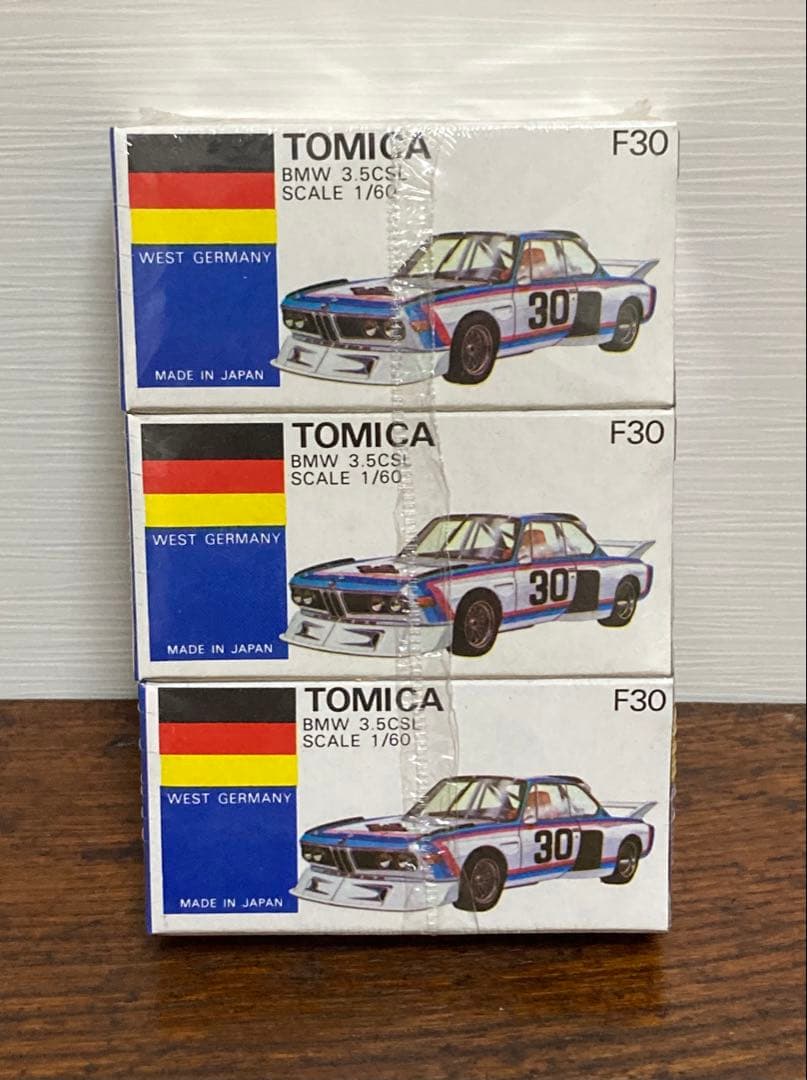 TOMICA
F30
BMW 3.5CSL
SCALE 1/60
WEST GERMANY
30
MADE IN JAPAN
TOMICA
F30
BMW 3.5CSL
SCALE 1/60
WEST GERMANY
30
MADE IN JAPAN
TOMICA
F30
BMW 3.5CSL
SCALE 1/60
WEST GERMANY
30
MADE IN JAPAN